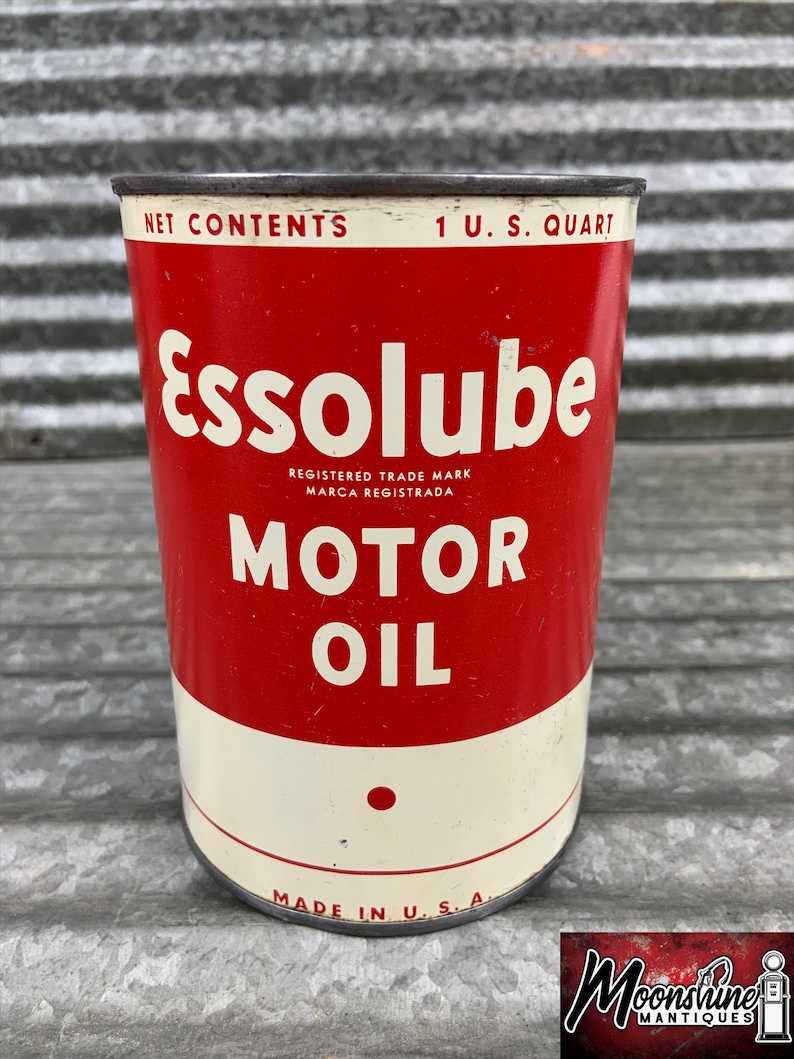 NET CONTENTS 1 U. S. QUART
Essolube
REGISTERED TRADE MARK
MARCA REGISTRADA
MOTOR
OIL
MADE IN U. S. A.
Moonshine
MANTIQUES